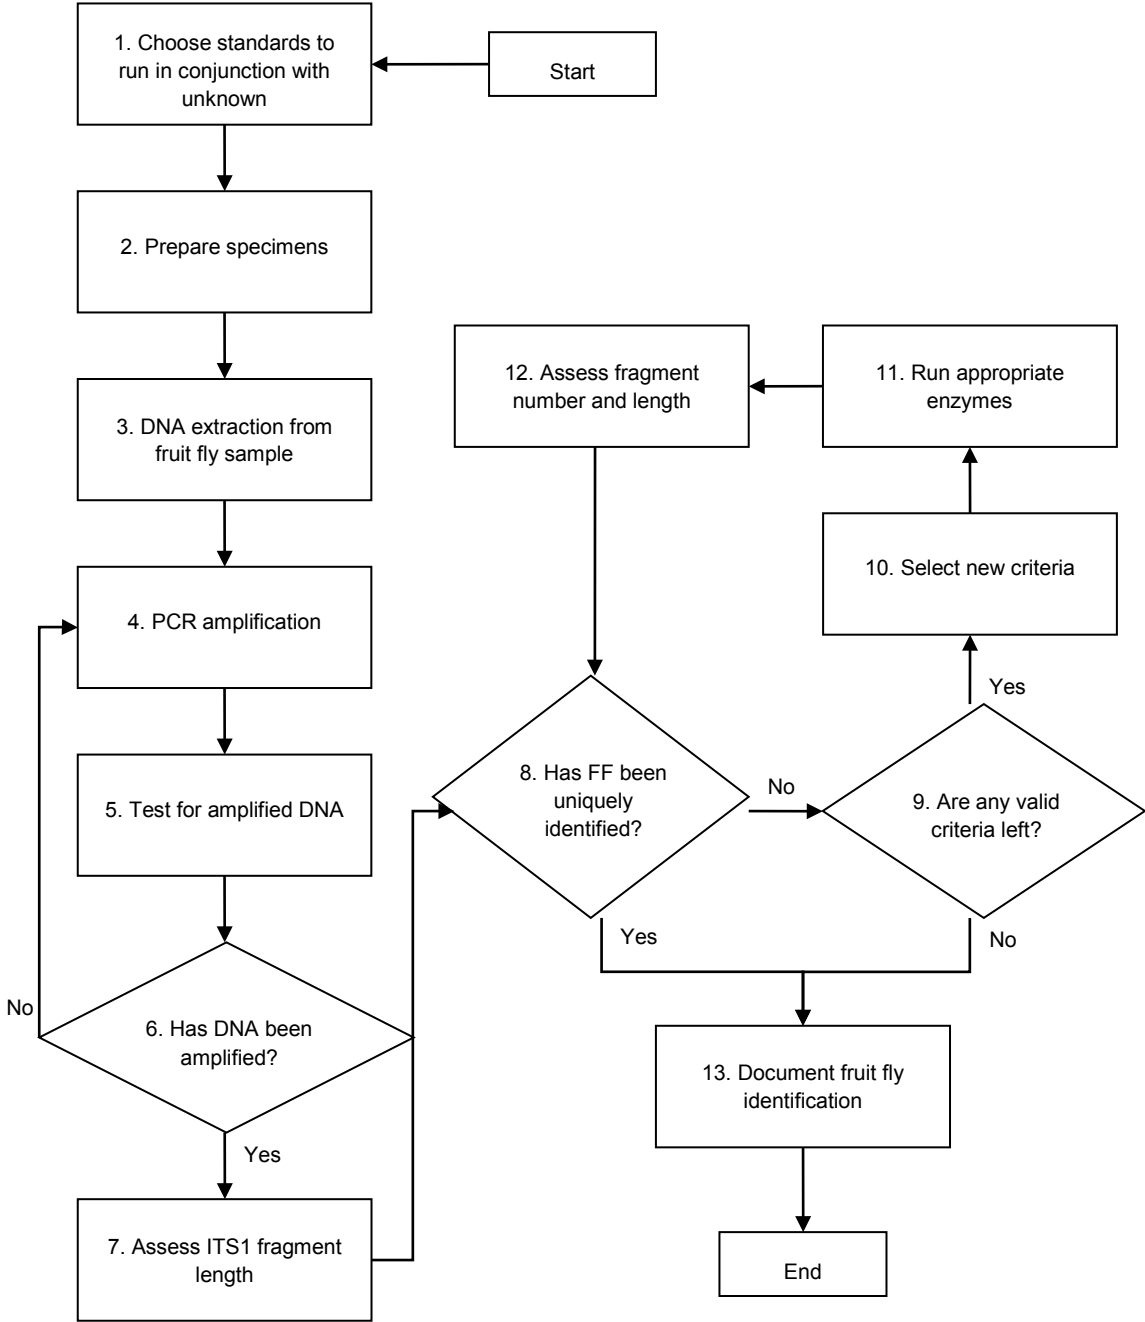 Start
1. Choose standards to
run in conjunction with
unknown
2. Prepare specimens
3. DNA extraction from
fruit fly sample
4. PCR amplification
5. Test for amplified DNA
6. Has DNA been
amplified?
No
Yes
7. Assess ITS1 fragment
length
8. Has FF been
uniquely
identified?
No
Yes
9. Are any valid
criteria left?
Yes
No
10. Select new criteria
11. Run appropriate
enzymes
12. Assess fragment
number and length
13. Document fruit fly
identification
End